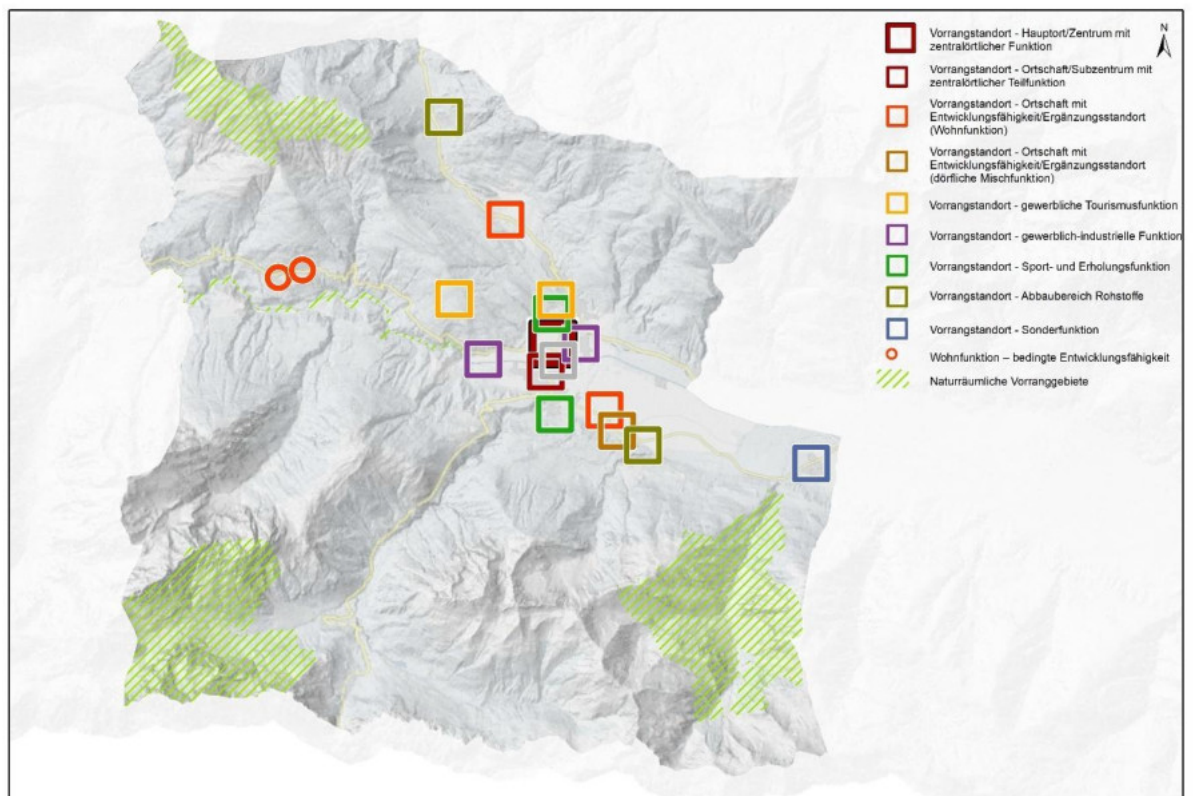 N
Vorrangstandort - Hauptort/Zentrum mit
zentralörtlicher Funktion
Vorrangstandort - Ortschaft/Subzentrum mit
zentralörtlicher Teilfunktion
Vorrangstandort - Ortschaft mit
Entwicklungsfähigkeit/Ergänzungsstandort
(Wohnfunktion)
Vorrangstandort - Ortschaft mit
Entwicklungsfähigkeit/Ergänzungsstandort
(dörfliche Mischfunktion)
Vorrangstandort - gewerbliche Tourismusfunktion
Vorrangstandort - gewerblich-industrielle Funktion
Vorrangstandort - Sport- und Erholungsfunktion
Vorrangstandort - Abbaubereich Rohstoffe
Vorrangstandort - Sonderfunktion
Wohnfunktion – bedingte Entwicklungsfähigkeit
Naturräumliche Vorranggebiete